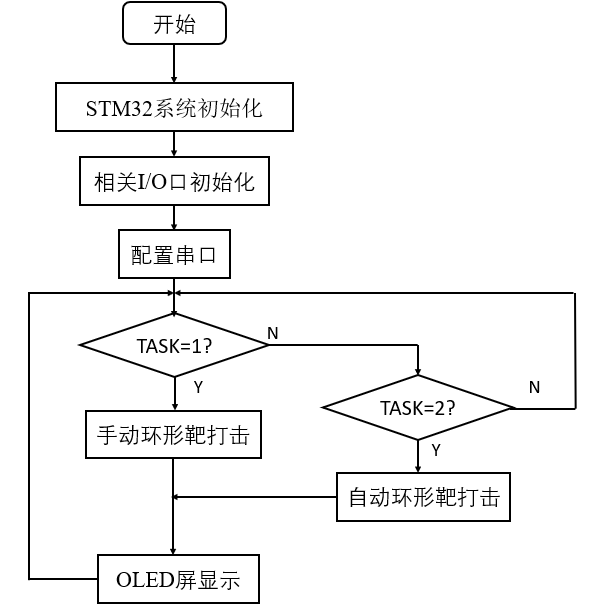 开始
STM32系统初始化
相关I/O口初始化
配置串口
TASK=1?
N
Y
TASK=2?
N
手动环形靶打击
Y
自动环形靶打击
OLED屏显示